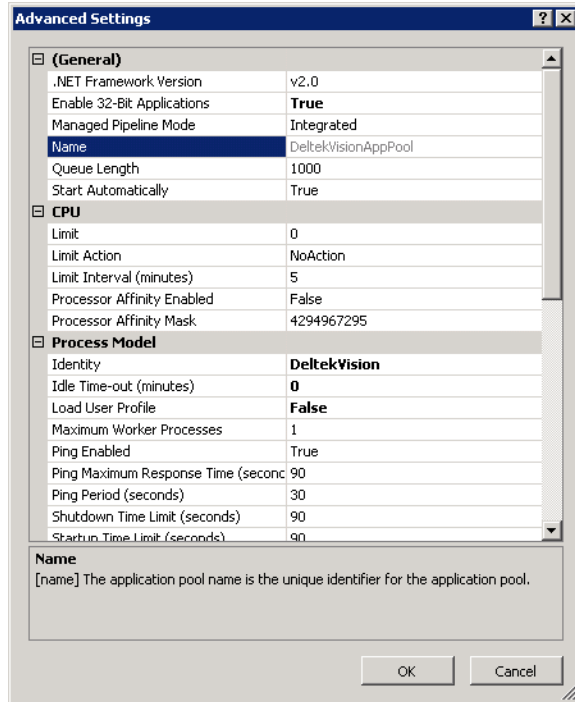 Advanced Settings
(General)
.NET Framework Version v2.0
Enable 32-Bit Applications True
Managed Pipeline Mode Integrated
Name DeltekVisionAppPool
Queue Length 1000
Start Automatically True
CPU
Limit 0
Limit Action NoAction
Limit Interval (minutes) 5
Processor Affinity Enabled False
Processor Affinity Mask 4294967295
Process Model
Identity DeltekVision
Idle Time-out (minutes) 0
Load User Profile False
Maximum Worker Processes 1
Ping Enabled True
Ping Maximum Response Time (seconc 90
Ping Period (seconds) 30
Shutdown Time Limit (seconds) 90
Startup Time Limit (seconds) 90
Name
[name] The application pool name is the unique identifier for the application pool.
OK Cancel